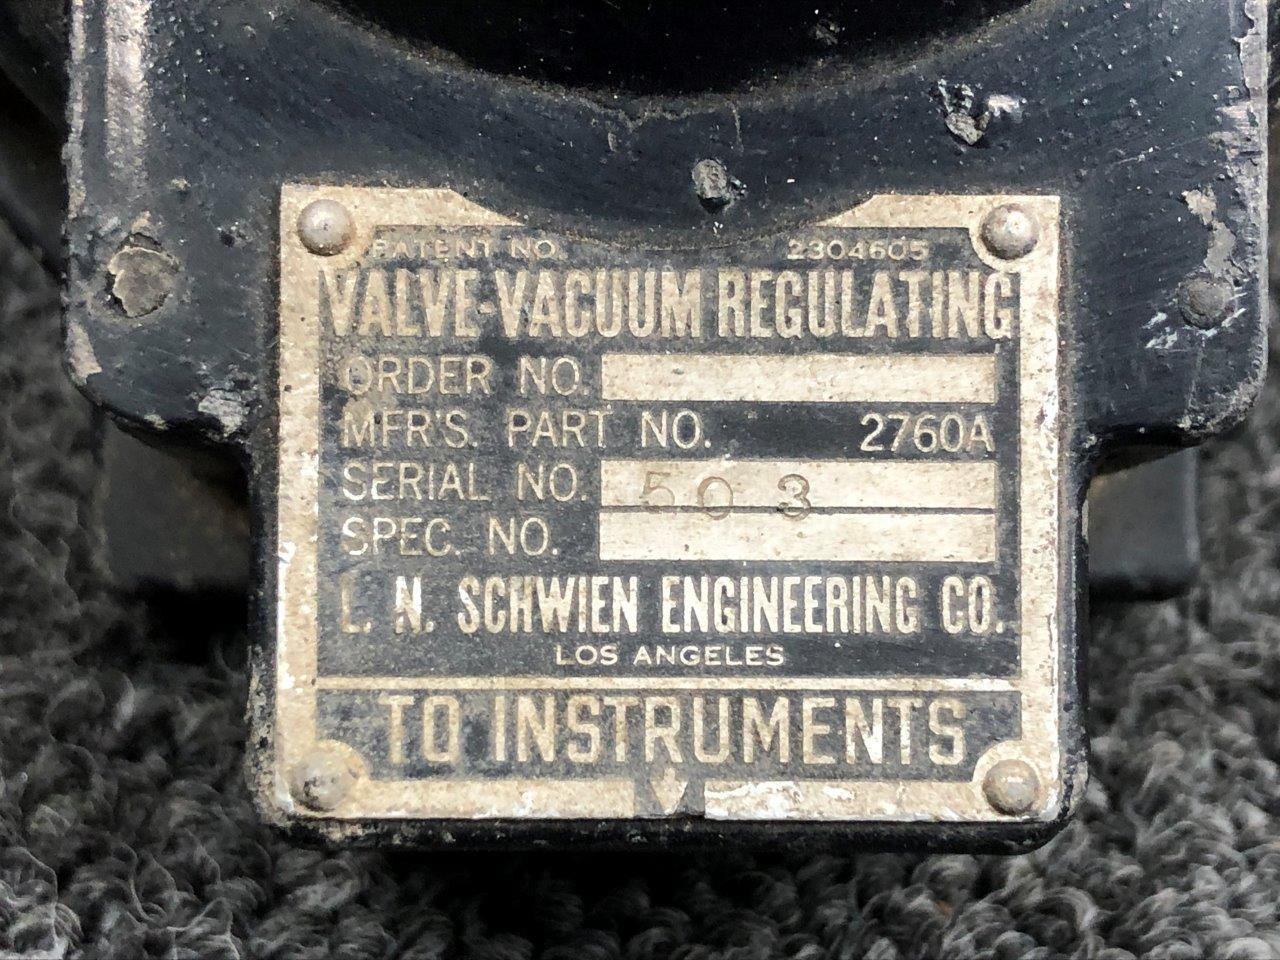 PATENT NO. 2304605
VALVE-VACUUM REGULATING
ORDER NO.
MFR'S. PART NO. 2760A
SERIAL NO. 503
SPEC. NO.
L. N. SCHWIEN ENGINEERING CO.
LOS ANGELES
TO INSTRUMENTS